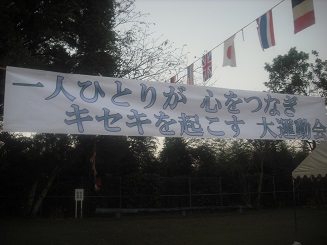 一人ひとりが 心をつなぎ
キセキを起こす 大運動会